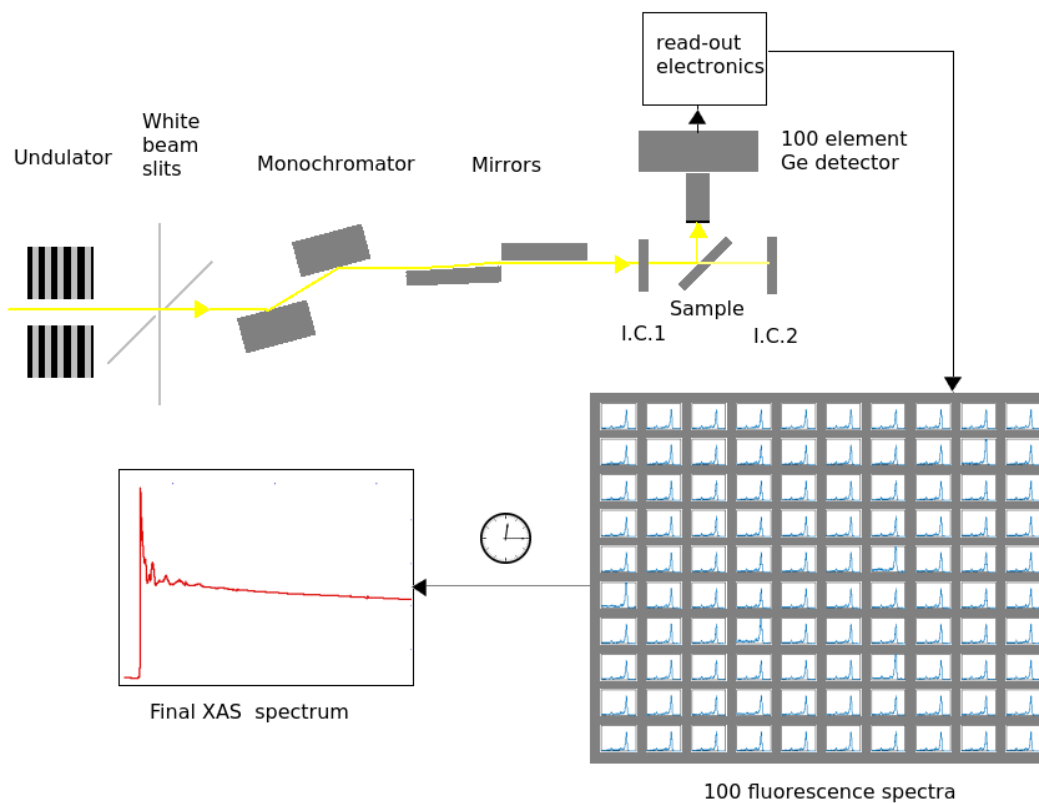 read-out
electronics
White
beam
slits
Undulator
Monochromator
Mirrors
100 element
Ge detector
Sample
I.C.1
I.C.2
Final XAS spectrum
100 fluorescence spectra